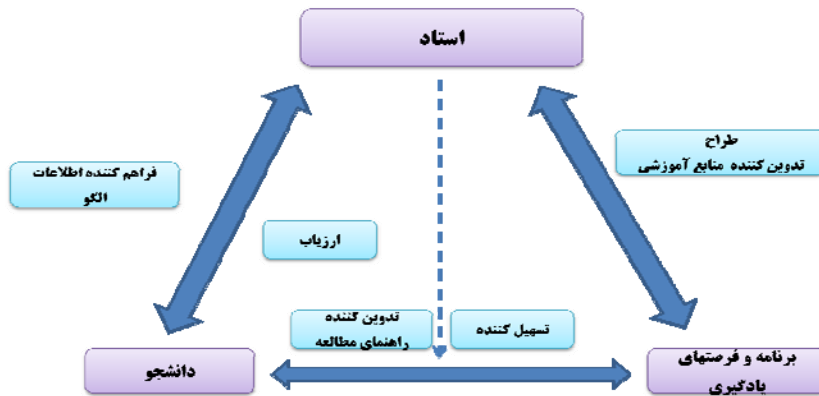 استاد
طراح
تدوین کننده منابع آموزشی
فراهم کننده اطلاعات
الگو
ارزیاب
تدوین کننده
راهنمای مطالعه
تسهیل کننده
برنامه و فرصتهای
یادگیری
دانشجو